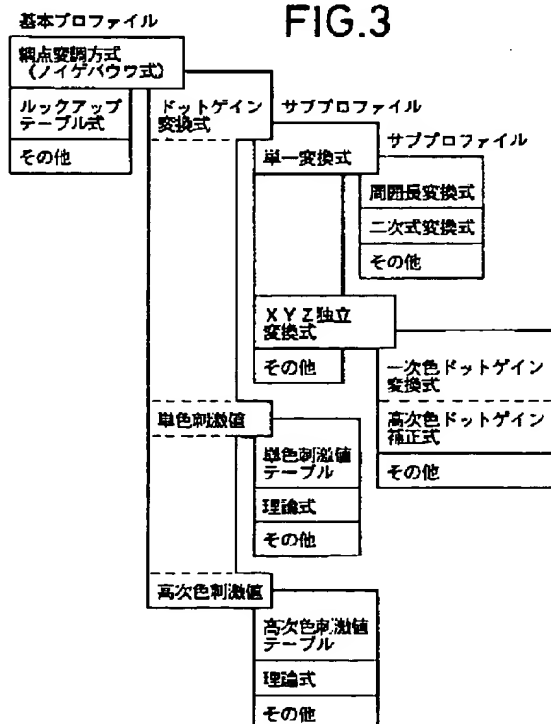 FIG.3
基本プロファイル
網点変調方式
(ノイゲバウワ式)
ルックアップ
テーブル式
その他
ドットゲイン
変換式
サブプロファイル
単一変換式
サブプロファイル
周囲長変換式
二次式変換式
その他
XYZ独立
変換式
その他
一次色ドットゲイン
変換式
高次色ドットゲイン
補正式
その他
単色刺激値
単色刺激値
テーブル
理論式
その他
高次色刺激値
高次色刺激値
テーブル
理論式
その他